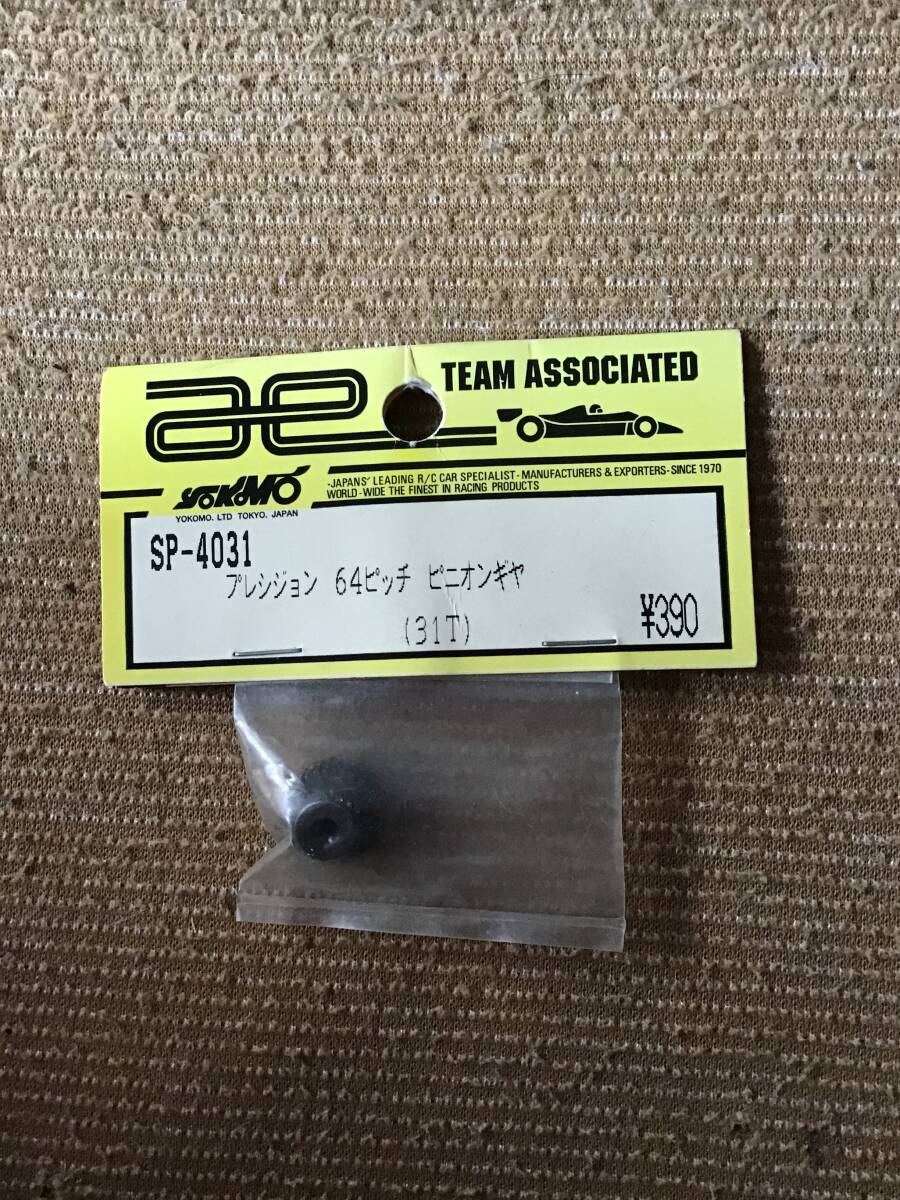 ae
TEAM ASSOCIATED
YOKOMO
YOKOMO. LTD TOKYO. JAPAN
·JAPANS' LEADING R/C CAR SPECIALIST-MANUFACTURERS & EXPORTERS-SINCE 1970
WORLD-WIDE THE FINEST IN RACING PRODUCTS
SP-4031
プレシジョン 64ピッチ ピニオンギヤ
(31T)
¥390